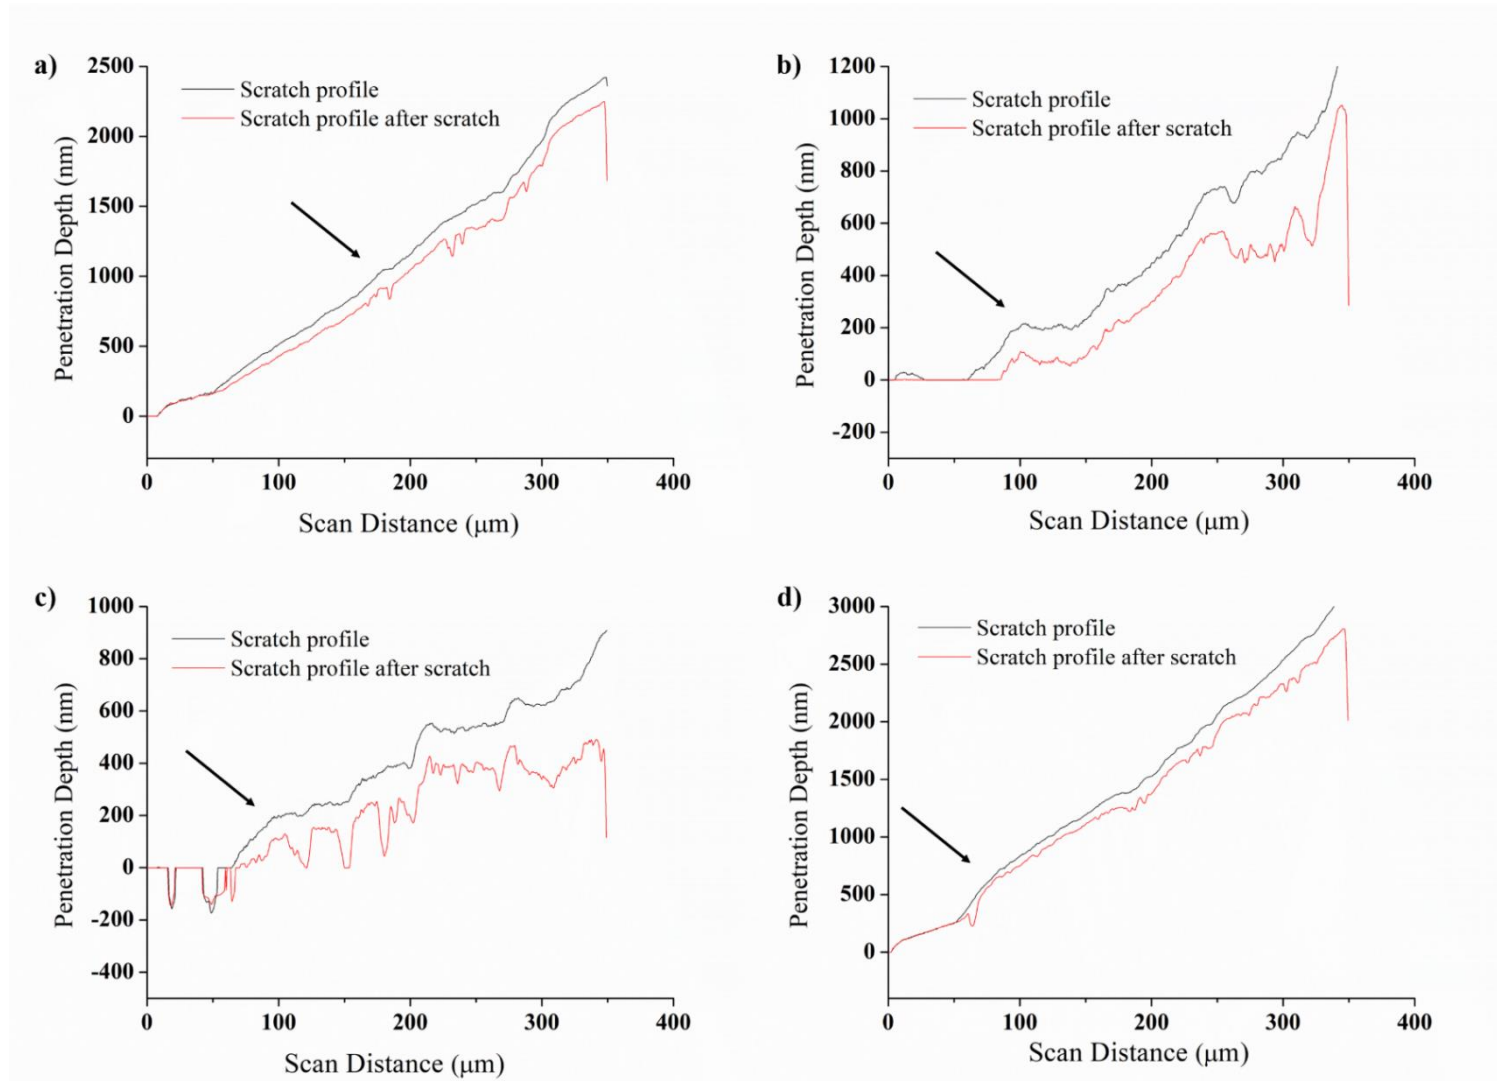 a)
Scratch profile
Scratch profile after scratch
Penetration Depth (nm)
2500
2000
1500
1000
500
0
0 100 200 300 400
Scan Distance (μm)
b)
Scratch profile
Scratch profile after scratch
Penetration Depth (nm)
1200
1000
800
600
400
200
0
-200
0 100 200 300 400
Scan Distance (μm)
c)
Scratch profile
Scratch profile after scratch
Penetration Depth (nm)
1000
800
600
400
200
0
-200
-400
0 100 200 300 400
Scan Distance (μm)
d)
Scratch profile
Scratch profile after scratch
Penetration Depth (nm)
3000
2500
2000
1500
1000
500
0
0 100 200 300 400
Scan Distance (μm)